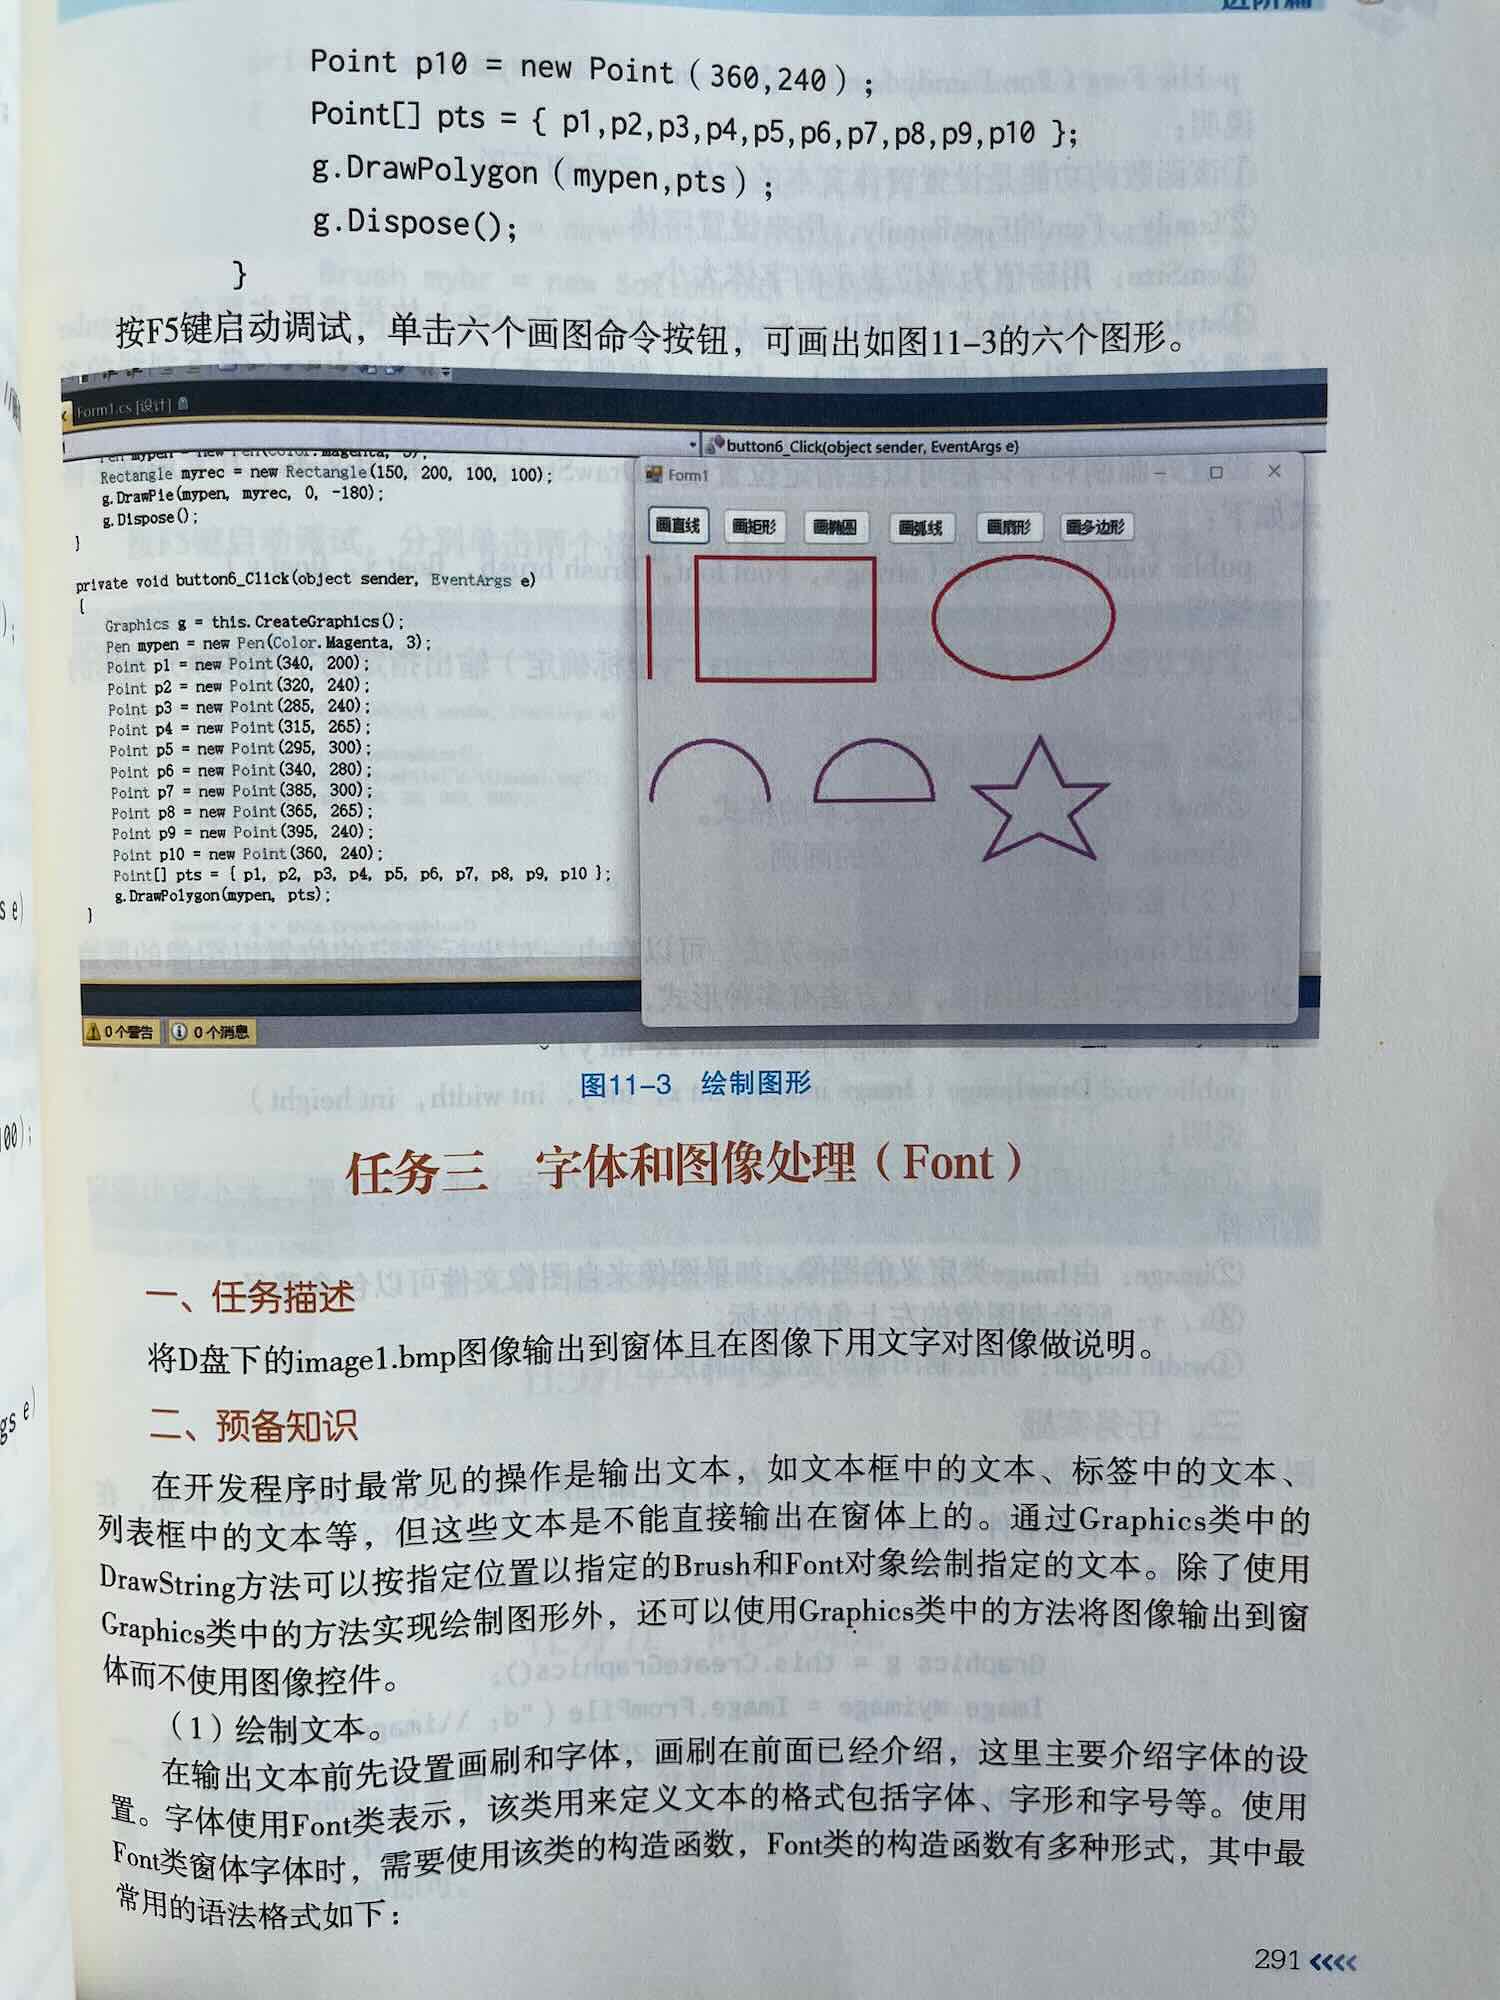 进阶篇
Point p10 = new Point（360,240）;
Point[] pts = { p1,p2,p3,p4,p5,p6,p7,p8,p9,p10 };
g.DrawPolygon（mypen,pts）;
g.Dispose();
}
按F5键启动调试，单击六个画图命令按钮，可画出如图11-3的六个图形。
Form1.cs [设计]
button6_Click(object sender, EventArgs e)
Pen mypen = new Pen(Color.Magenta, 3);
Rectangle myrec = new Rectangle(150, 200, 100, 100);
g.DrawPie(mypen, myrec, 0, -180);
g.Dispose();
}
private void button6_Click(object sender, EventArgs e)
{
Graphics g = this.CreateGraphics();
Pen mypen = new Pen(Color.Magenta, 3);
Point p1 = new Point(340, 200);
Point p2 = new Point(320, 240);
Point p3 = new Point(285, 240);
Point p4 = new Point(315, 265);
Point p5 = new Point(295, 300);
Point p6 = new Point(340, 280);
Point p7 = new Point(385, 300);
Point p8 = new Point(365, 265);
Point p9 = new Point(395, 240);
Point p10 = new Point(360, 240);
Point[] pts = { p1, p2, p3, p4, p5, p6, p7, p8, p9, p10 };
g.DrawPolygon(mypen, pts);
}
0 个警告 0 个消息
Form1
画直线 画矩形 画椭圆 画弧线 画扇形 画多边形
图11-3 绘制图形
任务三 字体和图像处理（Font）
一、任务描述
将D盘下的image1.bmp图像输出到窗体且在图像下用文字对图像做说明。
二、预备知识
在开发程序时最常见的操作是输出文本，如文本框中的文本、标签中的文本、
列表框中的文本等，但这些文本是不能直接输出在窗体上的。通过Graphics类中的
DrawString方法可以按指定位置以指定的Brush和Font对象绘制指定的文本。除了使用
Graphics类中的方法实现绘制图形外，还可以使用Graphics类中的方法将图像输出到窗
体而不使用图像控件。
（1）绘制文本。
在输出文本前先设置画刷和字体，画刷在前面已经介绍，这里主要介绍字体的设
置。字体使用Font类表示，该类用来定义文本的格式包括字体、字形和字号等。使用
Font类窗体字体时，需要使用该类的构造函数，Font类的构造函数有多种形式，其中最
常用的语法格式如下：
291